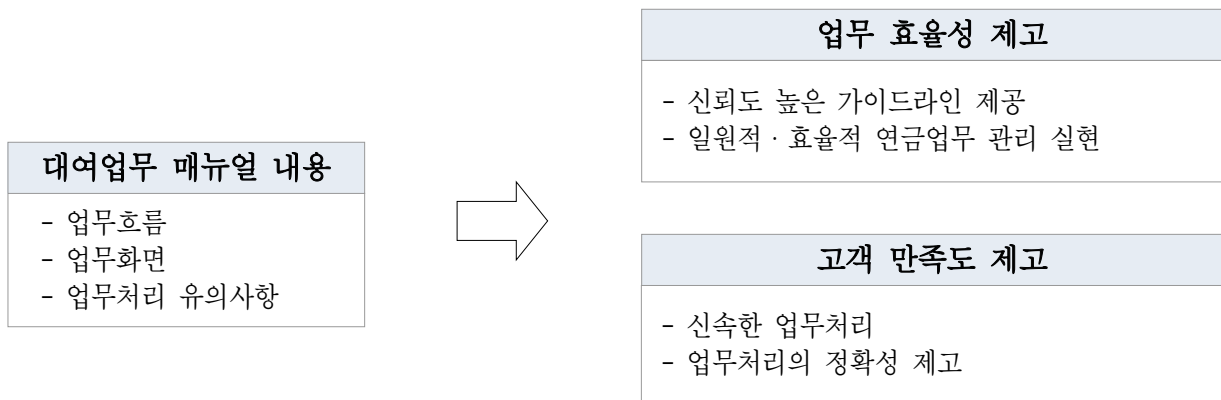 대여업무 매뉴얼 내용
- 업무흐름
- 업무화면
- 업무처리 유의사항
업무 효율성 제고
- 신뢰도 높은 가이드라인 제공
- 일원적·효율적 연금업무 관리 실현
고객 만족도 제고
- 신속한 업무처리
- 업무처리의 정확성 제고